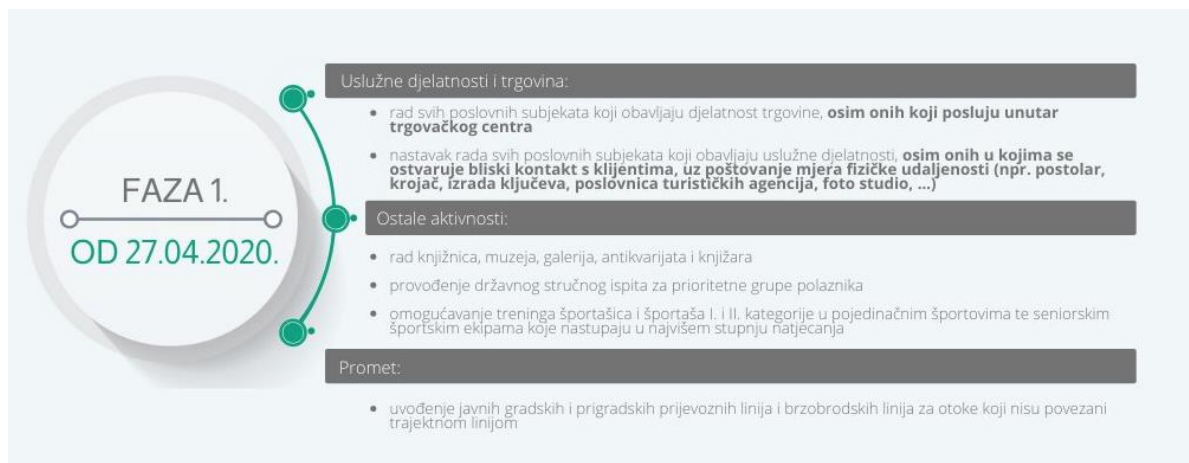 FAZA 1.
OD 27.04.2020.
Uslužne djelatnosti i trgovina:
• rad svih poslovnih subjekata koji obavljaju djelatnost trgovine, osim onih koji posluju unutar
trgovačkog centra
• nastavak rada svih poslovnih subjekata koji obavljaju uslužne djelatnosti, osim onih u kojima se
ostvaruje bliski kontakt s klijentima, uz poštovanje mjera fizičke udaljenosti (npr. postolar,
krojač, izrada ključeva, poslovnica turističkih agencija, foto studio, ...)
Ostale aktivnosti:
• rad knjižnica, muzeja, galerija, antikvarijata i knjižara
• provođenje državnog stručnog ispita za prioritetne grupe polaznika
• omogućavanje treninga športašica i športaša I. i II. kategorije u pojedinačnim športovima te seniorskim
športskim ekipama koje nastupaju u najvišem stupnju natjecanja
Promet:
• uvođenje javnih gradskih i prigradskih prijevoznih linija i brzobrodskih linija za otoke koji nisu povezani
trajektnom linijom